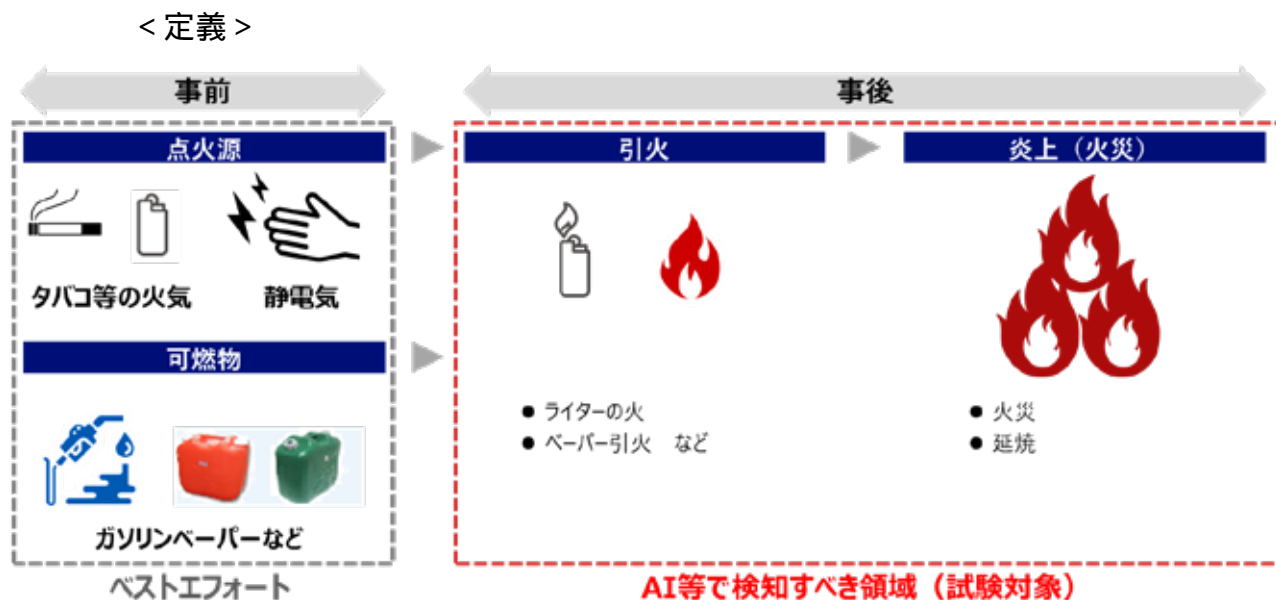 ＜定義＞
事前
事後
点火源
引火
炎上（火災）
タバコ等の火気
静電気
可燃物
● ライターの火
● ベーパー引火　など
● 火災
● 延焼
ガソリンベーパーなど
ベストエフォート
AI等で検知すべき領域（試験対象）